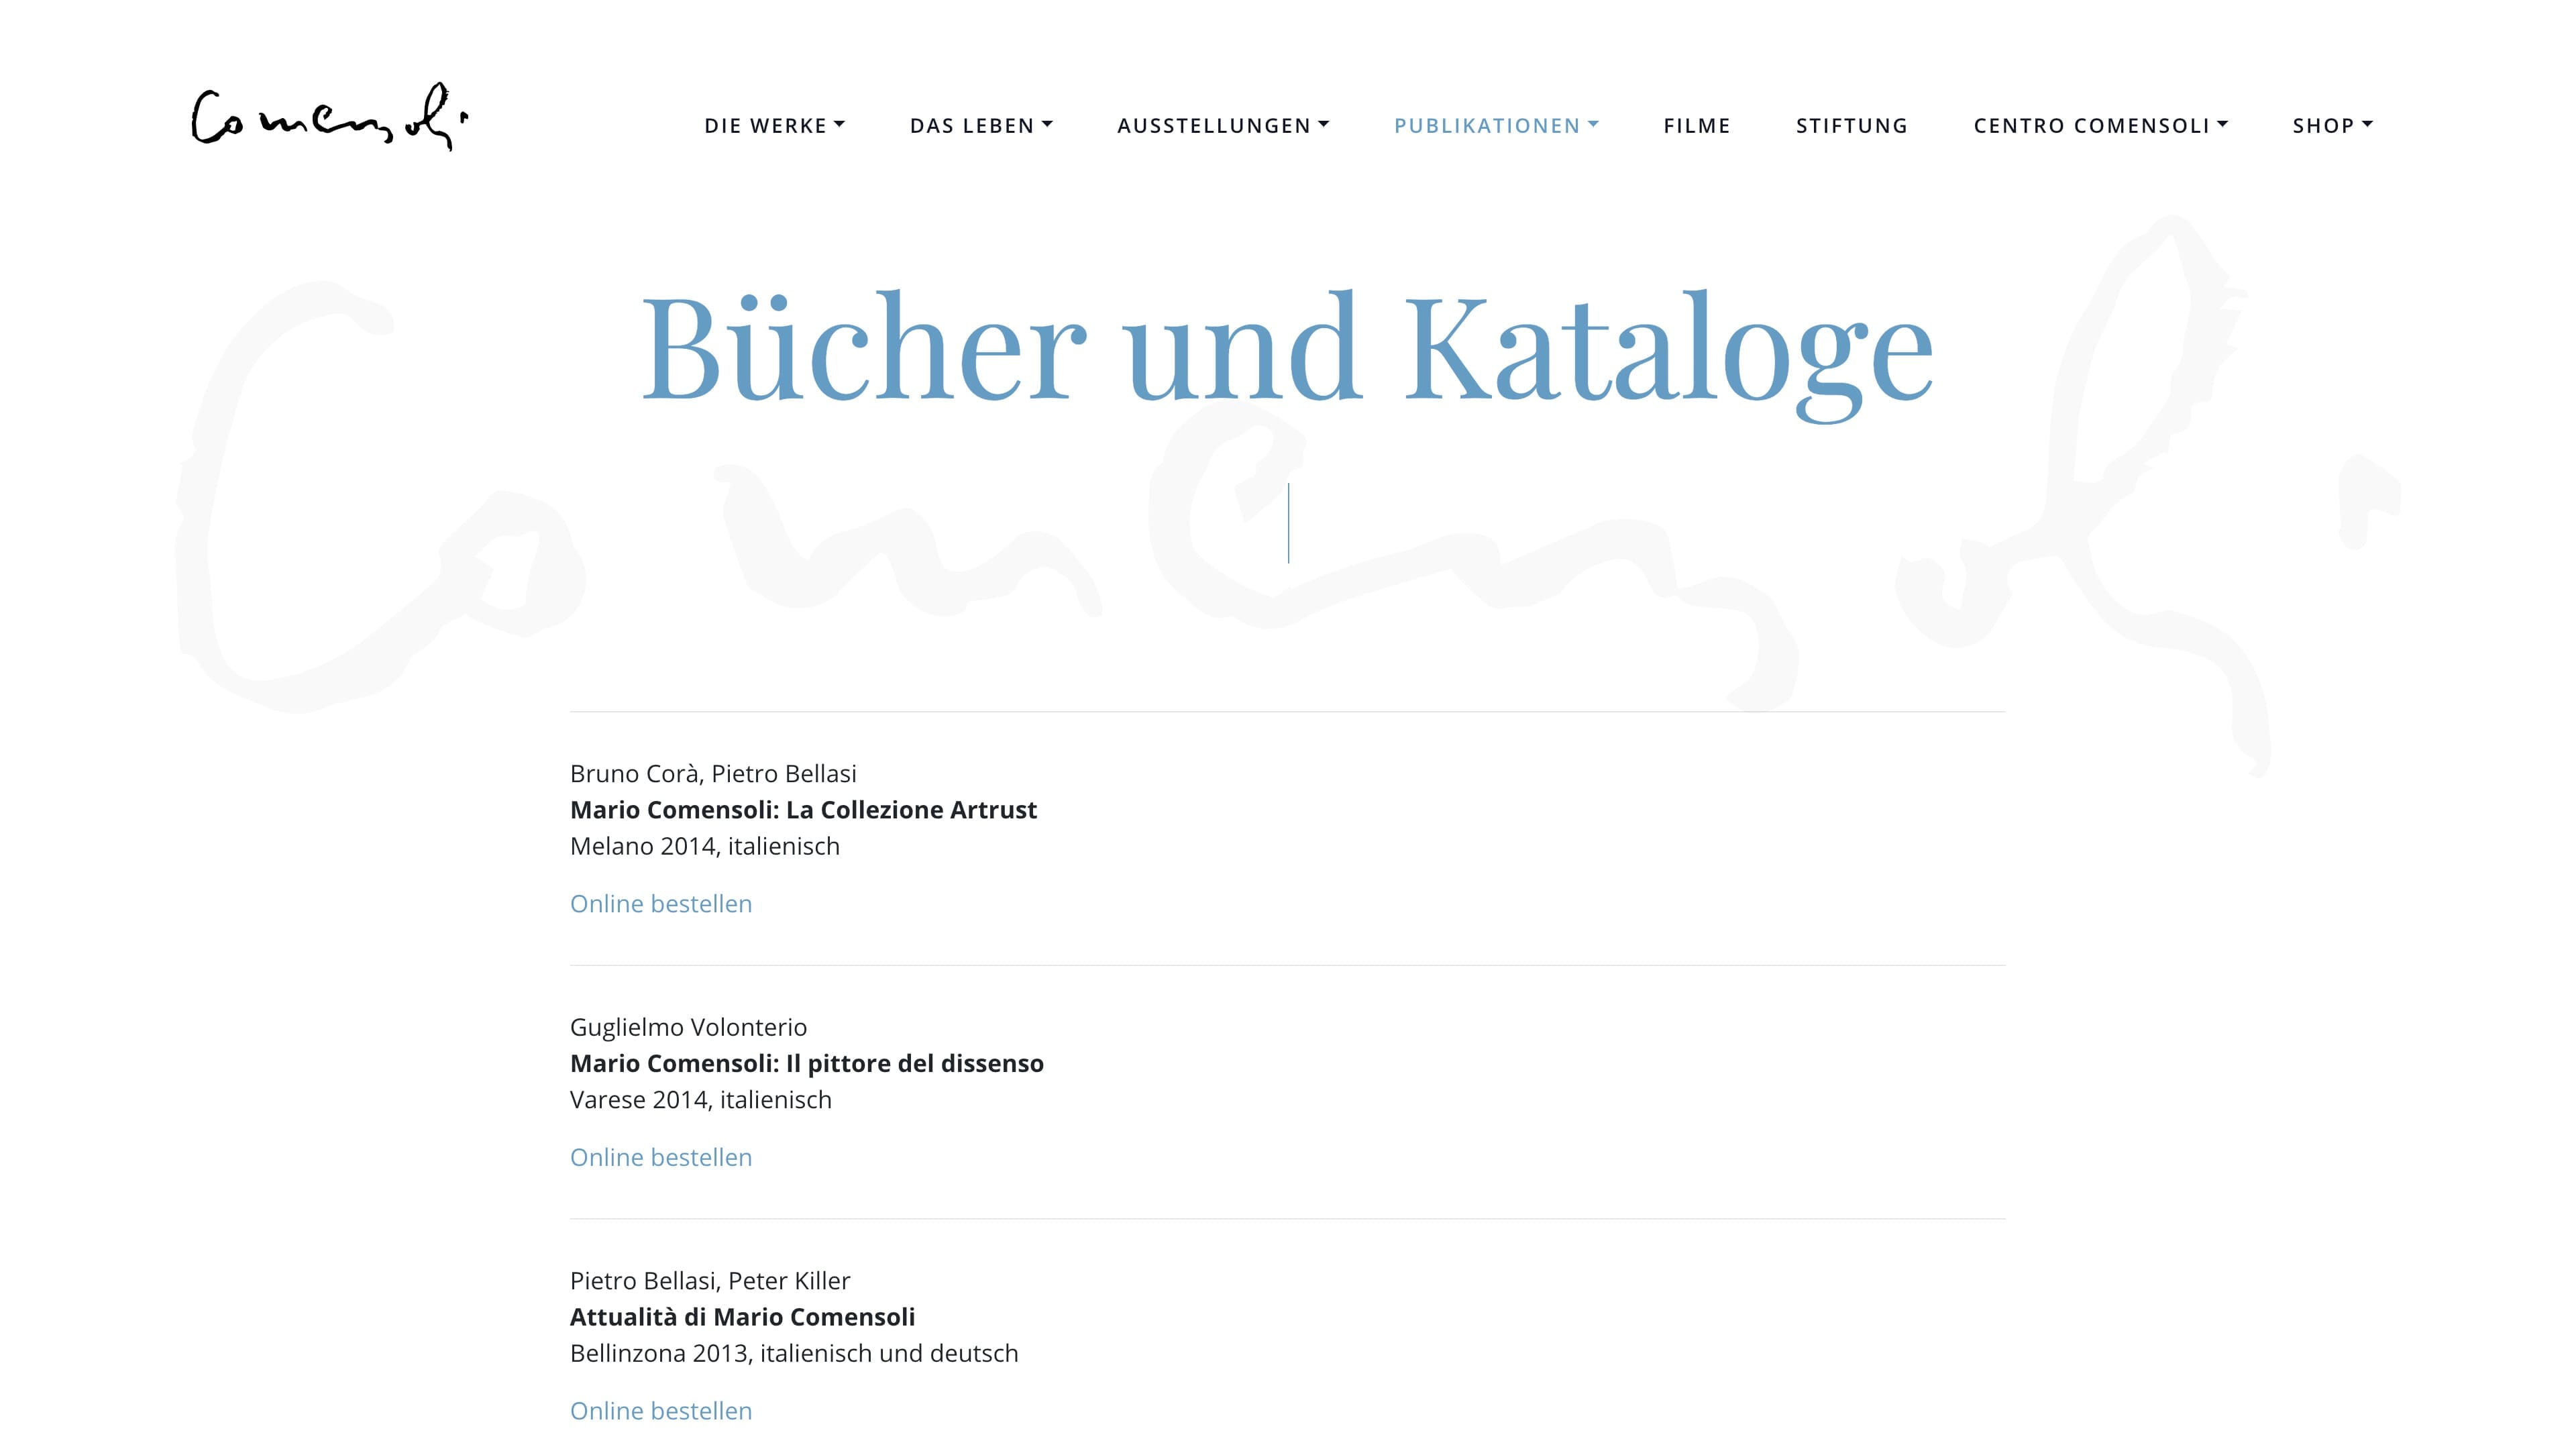 Comensoli
DIE WERKE
DAS LEBEN
AUSSTELLUNGEN
PUBLIKATIONEN
FILME
STIFTUNG
CENTRO COMENSOLI
SHOP
Comensoli
Bücher und Kataloge
Bruno Corà, Pietro Bellasi
Mario Comensoli: La Collezione Artrust
Melano 2014, italienisch
Online bestellen
Guglielmo Volonterio
Mario Comensoli: Il pittore del dissenso
Varese 2014, italienisch
Online bestellen
Pietro Bellasi, Peter Killer
Attualità di Mario Comensoli
Bellinzona 2013, italienisch und deutsch
Online bestellen